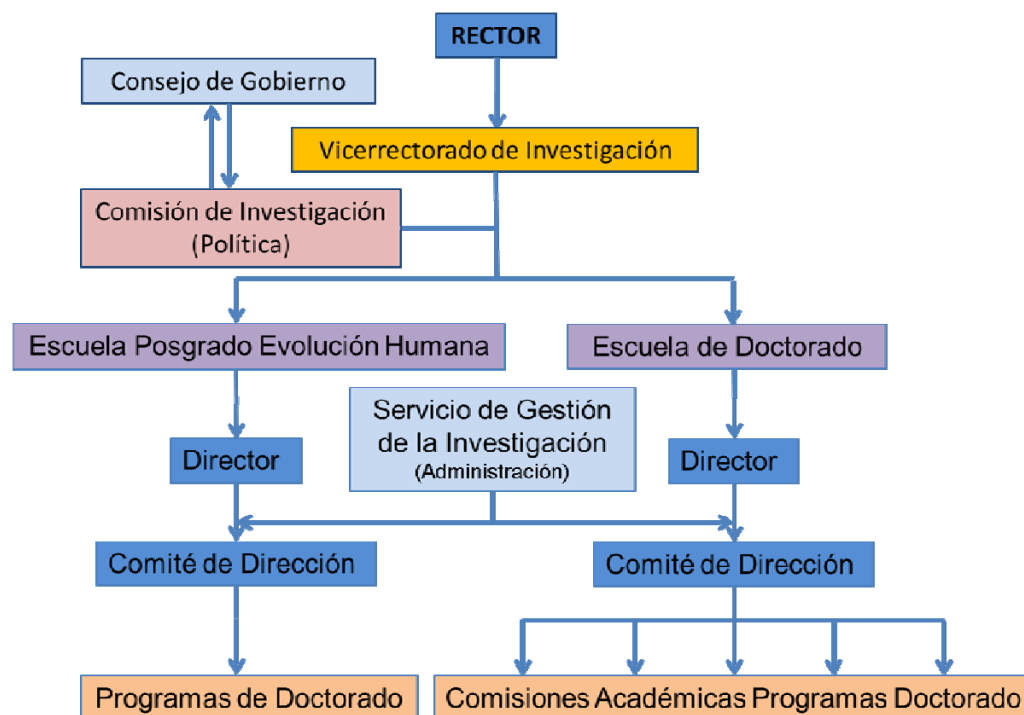 RECTOR
Consejo de Gobierno
Vicerrectorado de Investigación
Comisión de Investigación
(Política)
Escuela Posgrado Evolución Humana
Escuela de Doctorado
Servicio de Gestión
de la Investigación
(Administración)
Director
Director
Comité de Dirección
Comité de Dirección
Programas de Doctorado
Comisiones Académicas Programas Doctorado